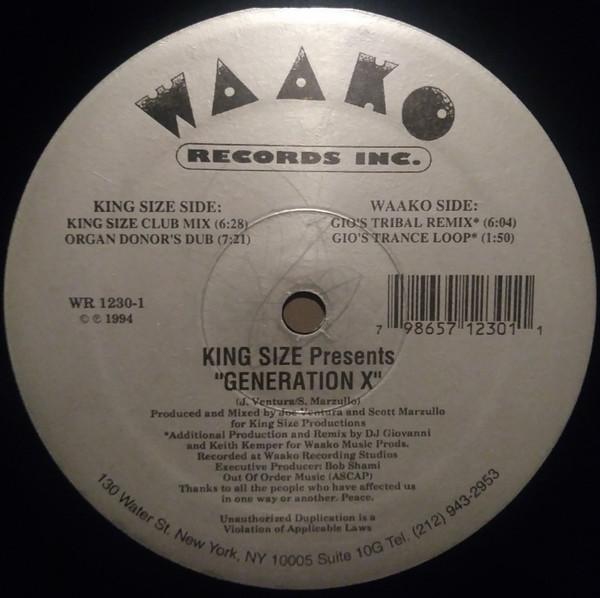 WAAKO
RECORDS INC.
KING SIZE SIDE:
KING SIZE CLUB MIX (6:28)
ORGAN DONOR'S DUB (7:21)
WAAKO SIDE:
GIO'S TRIBAL REMIX* (6:04)
GIO'S TRANCE LOOP* (1:50)
WR 1230-1
© ℗ 1994
7 98657 12301 1
KING SIZE Presents
"GENERATION X"
(J. Ventura/S. Marzullo)
Produced and Mixed by Joe Ventura and Scott Marzullo
for King Size Productions
*Additional Production and Remix by DJ Giovanni
and Keith Kemper for Waako Music Prods.
Recorded at Waako Recording Studios
Executive Producer: Bob Shami
Out Of Order Music (ASCAP)
Thanks to all the people who have affected us
in one way or another. Peace.
Unauthorized Duplication is a
Violation of Applicable Laws
130 Water St. New York, NY 10005 Suite 10G Tel. (212) 943-2953